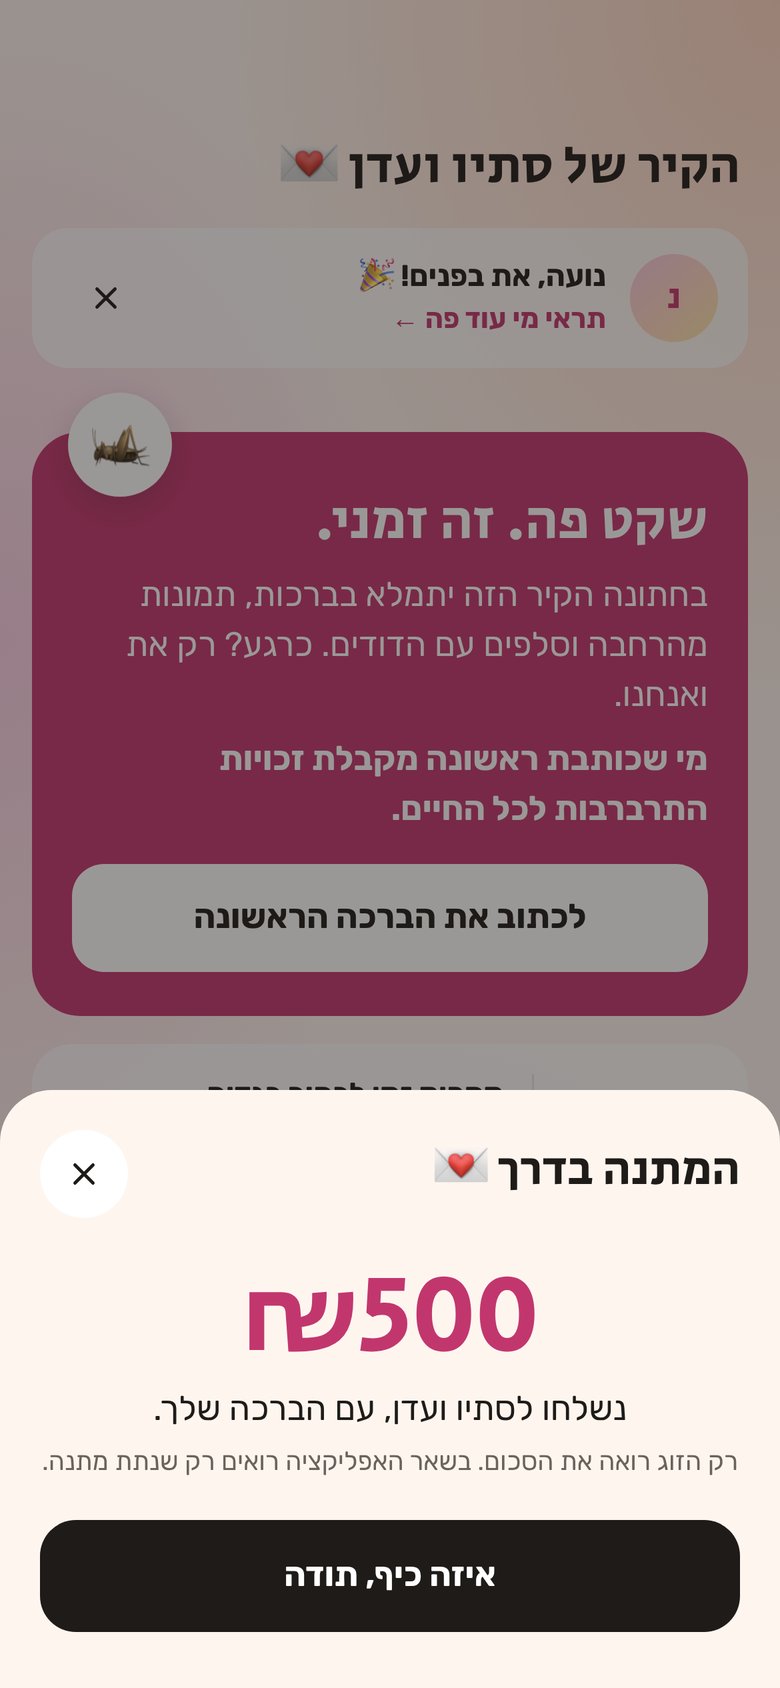 הקיר של סתיו ועדן 💌
נ
נועה, את בפנים! 🎉
תראי מי עוד פה ←
שקט פה. זה זמני.
בחתונה הקיר הזה יתמלא בברכות, תמונות
מהרחבה וסלפים עם הדודים. כרגע? רק את
ואנחנו.
מי שכותבת ראשונה מקבלת זכויות
התרברבות לכל החיים.
לכתוב את הברכה הראשונה
המתנה בדרך 💌
₪500
נשלחו לסתיו ועדן, עם הברכה שלך.
רק הזוג רואה את הסכום. בשאר האפליקציה רואים רק שנתת מתנה.
איזה כיף, תודה